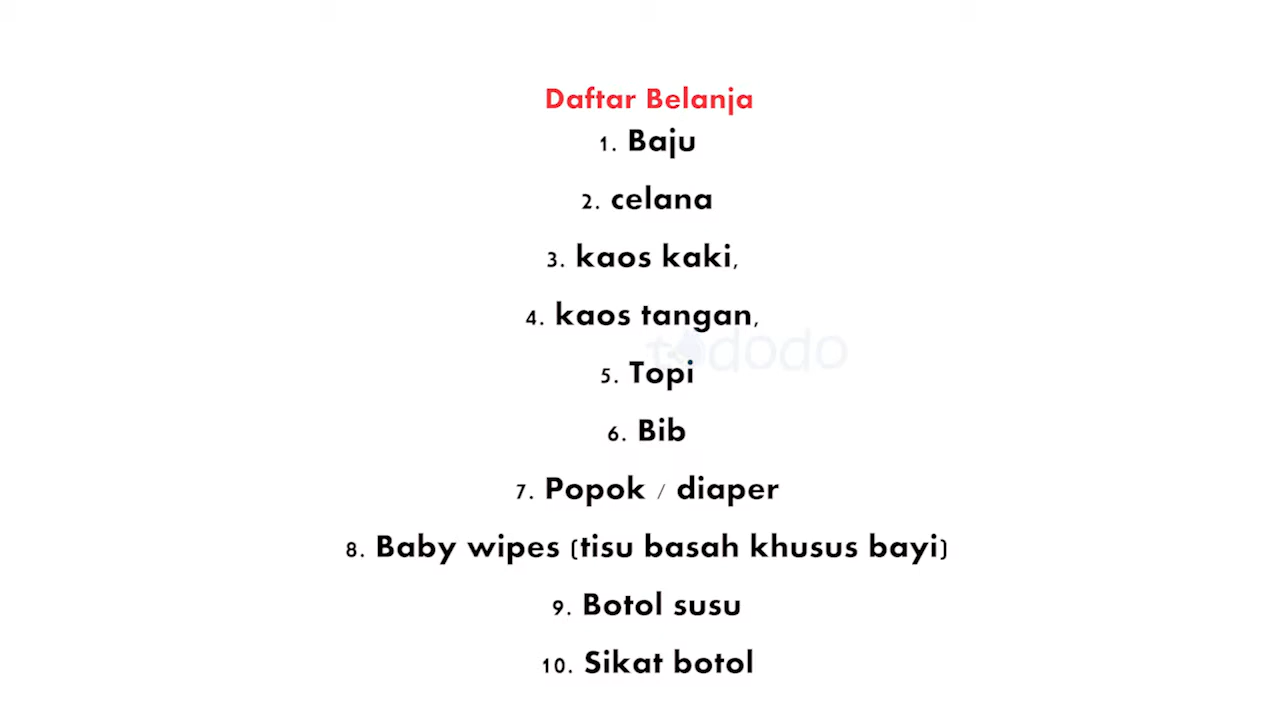 Daftar Belanja
1. Baju
2. celana
3. kaos kaki,
4. kaos tangan,
tododo
5. Topi
6. Bib
7. Popok / diaper
8. Baby wipes (tisu basah khusus bayi)
9. Botol susu
10. Sikat botol